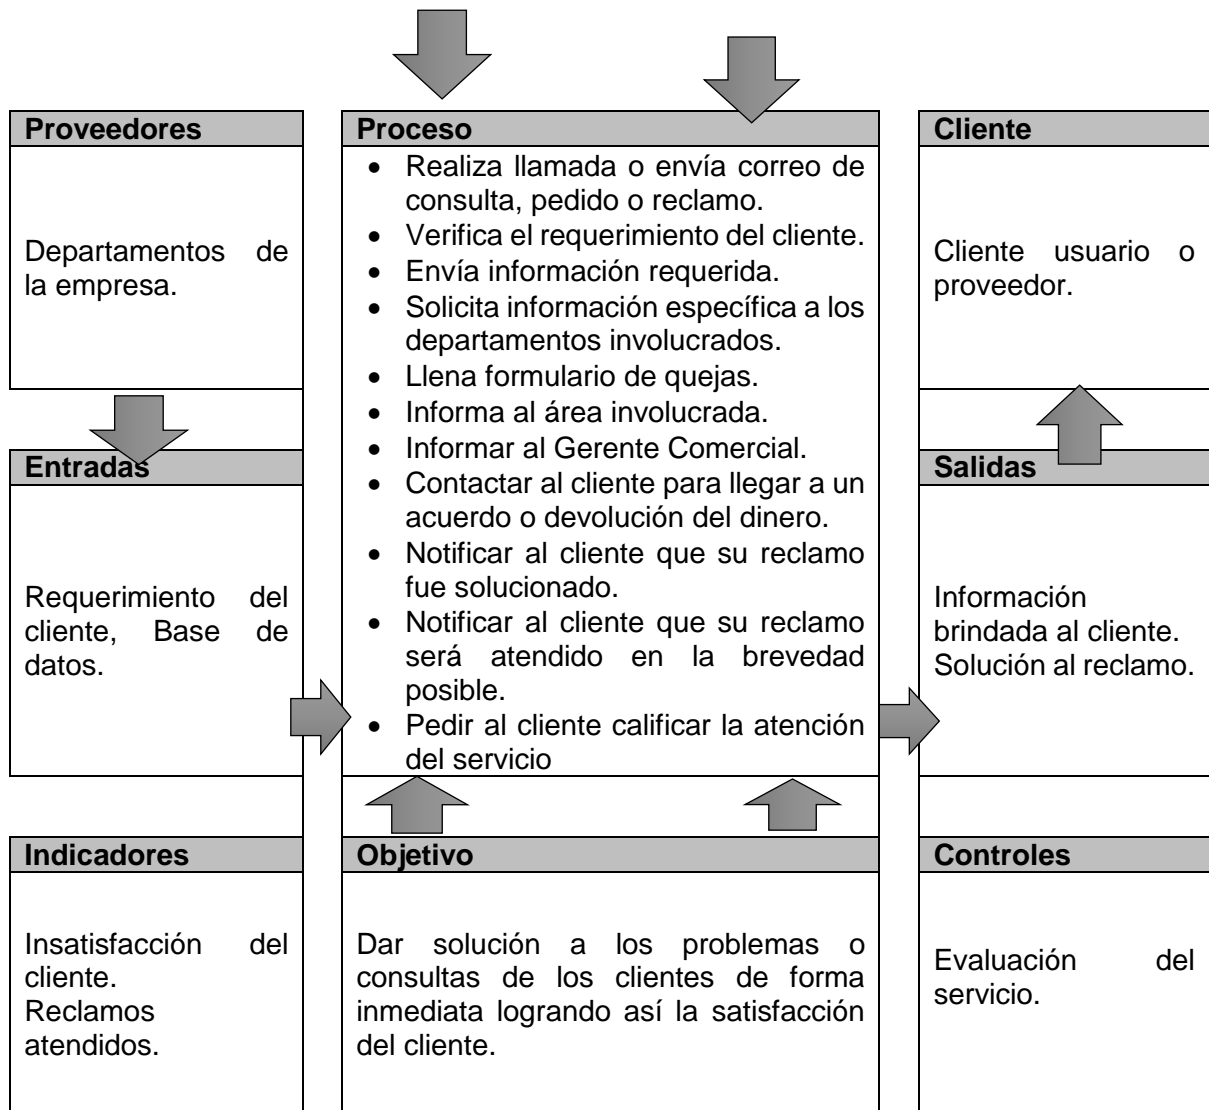 Proveedores
Departamentos de
la empresa.
Entradas
Requerimiento del
cliente, Base de
datos.
Indicadores
Insatisfacción del
cliente.
Reclamos
atendidos.
Proceso
• Realiza llamada o envía correo de
consulta, pedido o reclamo.
• Verifica el requerimiento del cliente.
• Envía información requerida.
• Solicita información específica a los
departamentos involucrados.
• Llena formulario de quejas.
• Informa al área involucrada.
• Informar al Gerente Comercial.
• Contactar al cliente para llegar a un
acuerdo o devolución del dinero.
• Notificar al cliente que su reclamo
fue solucionado.
• Notificar al cliente que su reclamo
será atendido en la brevedad
posible.
• Pedir al cliente calificar la atención
del servicio
Objetivo
Dar solución a los problemas o
consultas de los clientes de forma
inmediata logrando así la satisfacción
del cliente.
Cliente
Cliente usuario o
proveedor.
Salidas
Información
brindada al cliente.
Solución al reclamo.
Controles
Evaluación del
servicio.